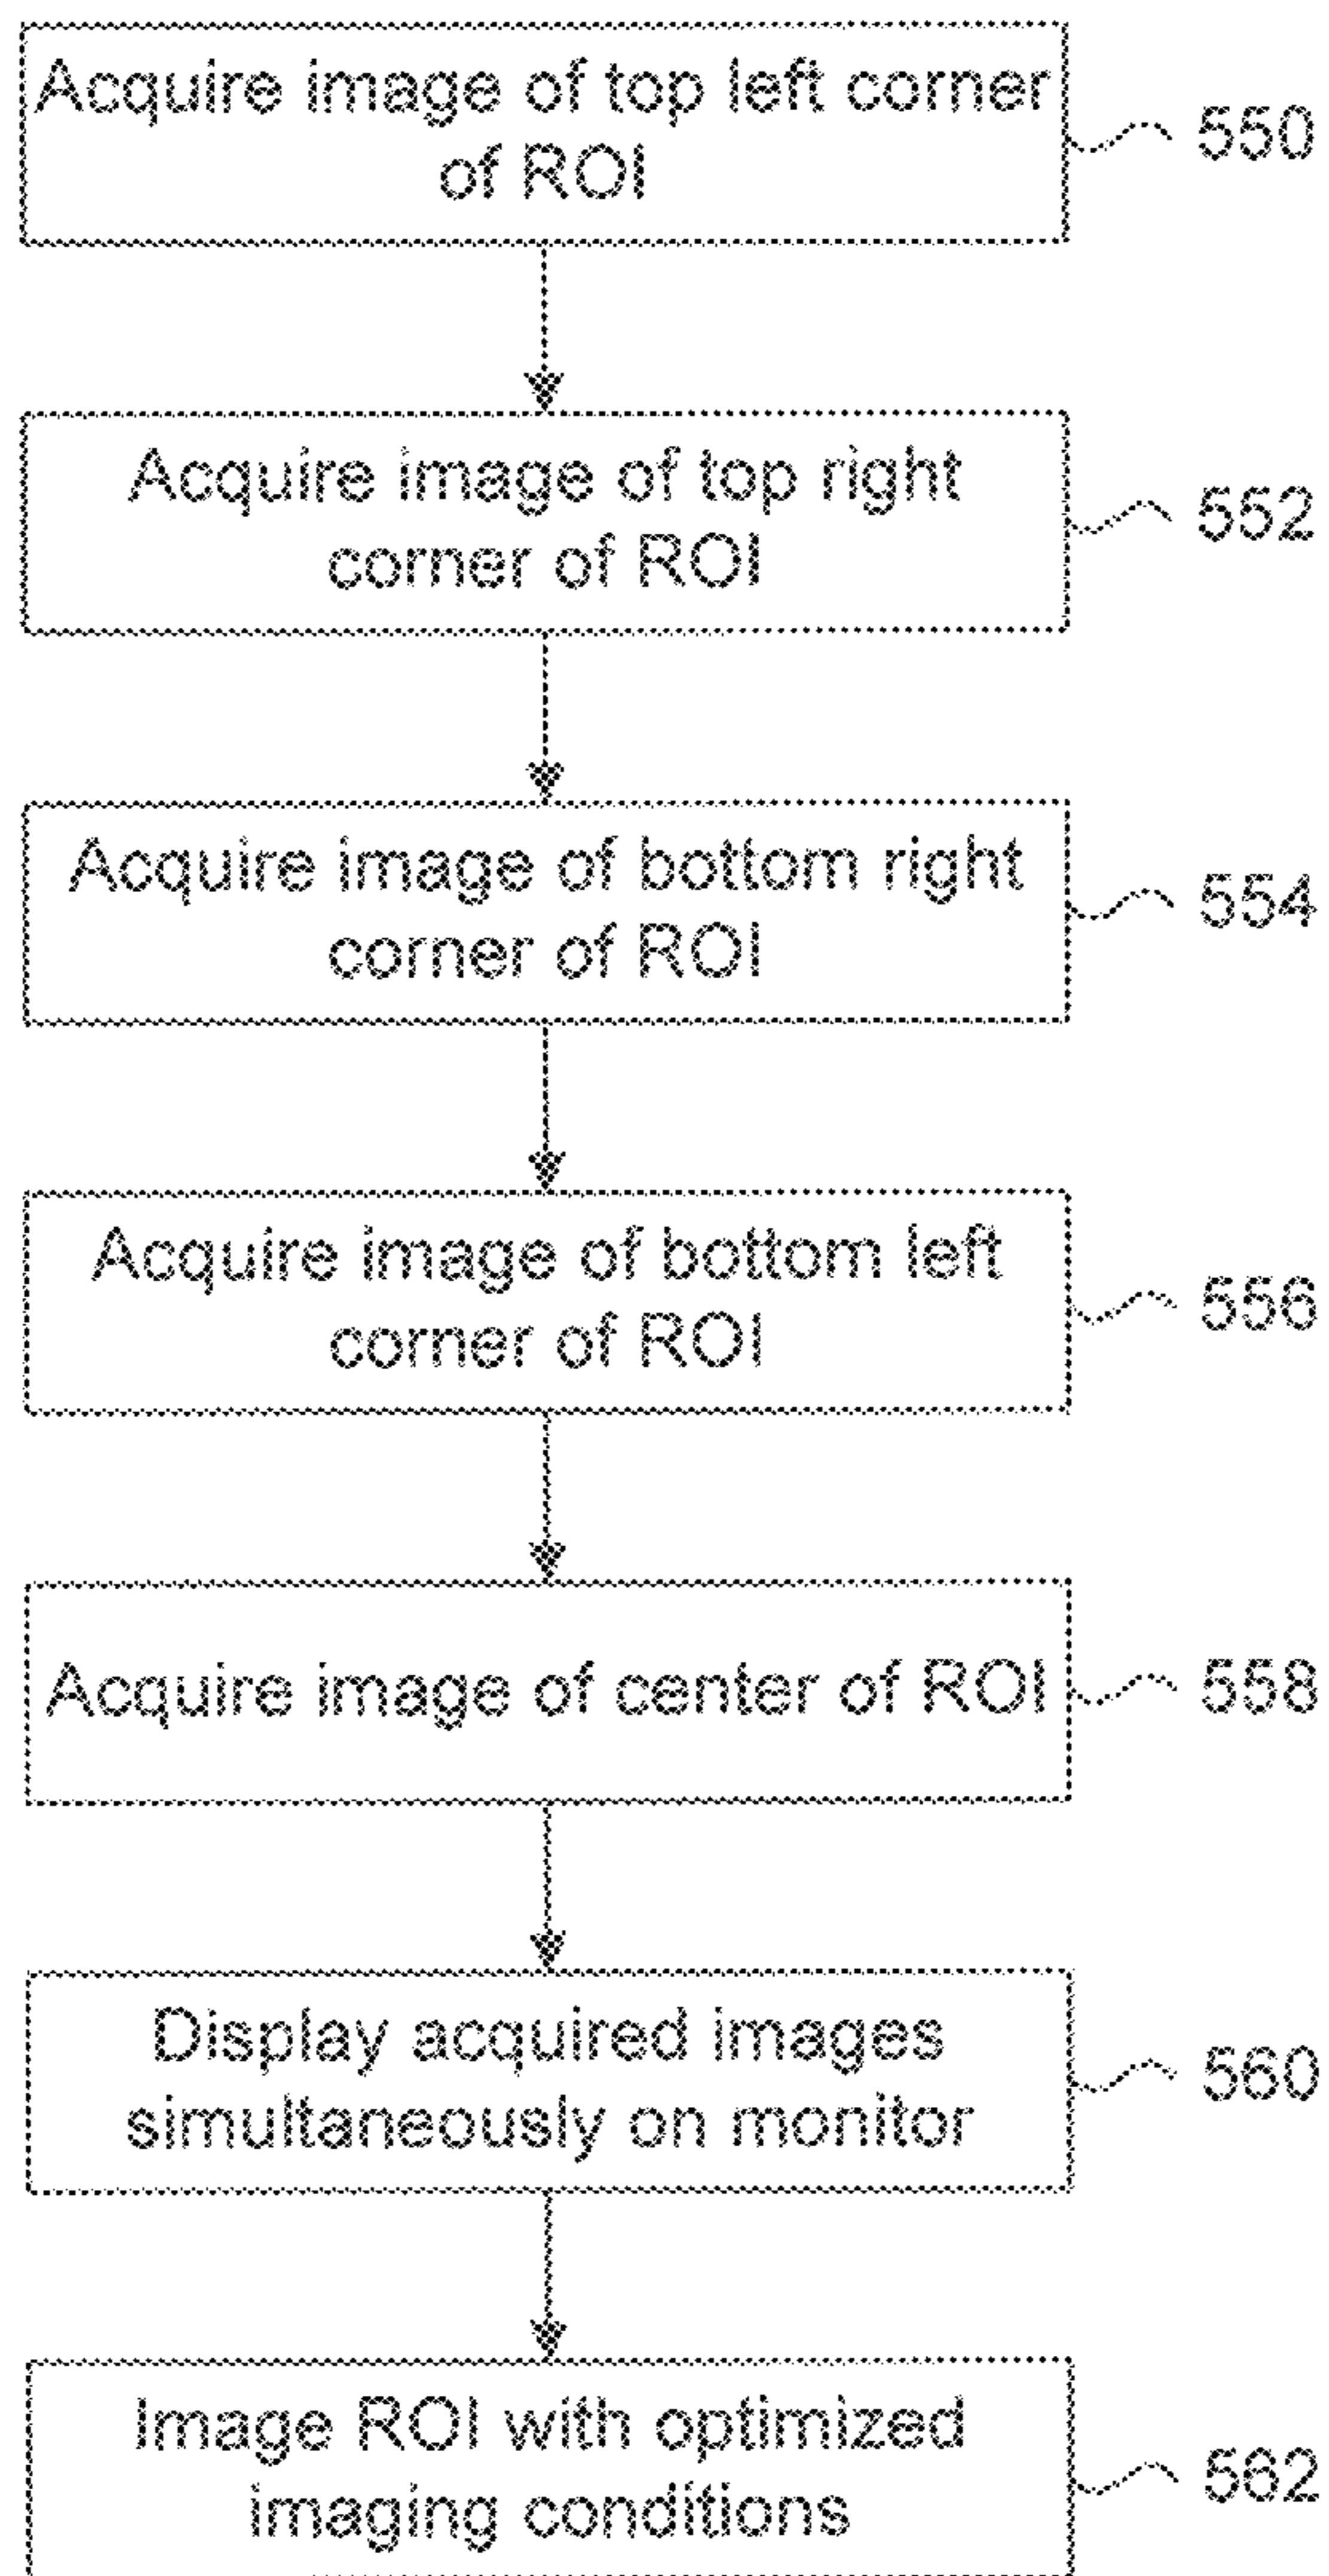 Acquire image of top left corner
of ROI
550
Acquire image of top right
corner of ROI
552
Acquire image of bottom right
corner of ROI
554
Acquire image of bottom left
corner of ROI
556
Acquire image of center of ROI
558
Display acquired images
simultaneously on monitor
560
Image ROI with optimized
imaging conditions
562